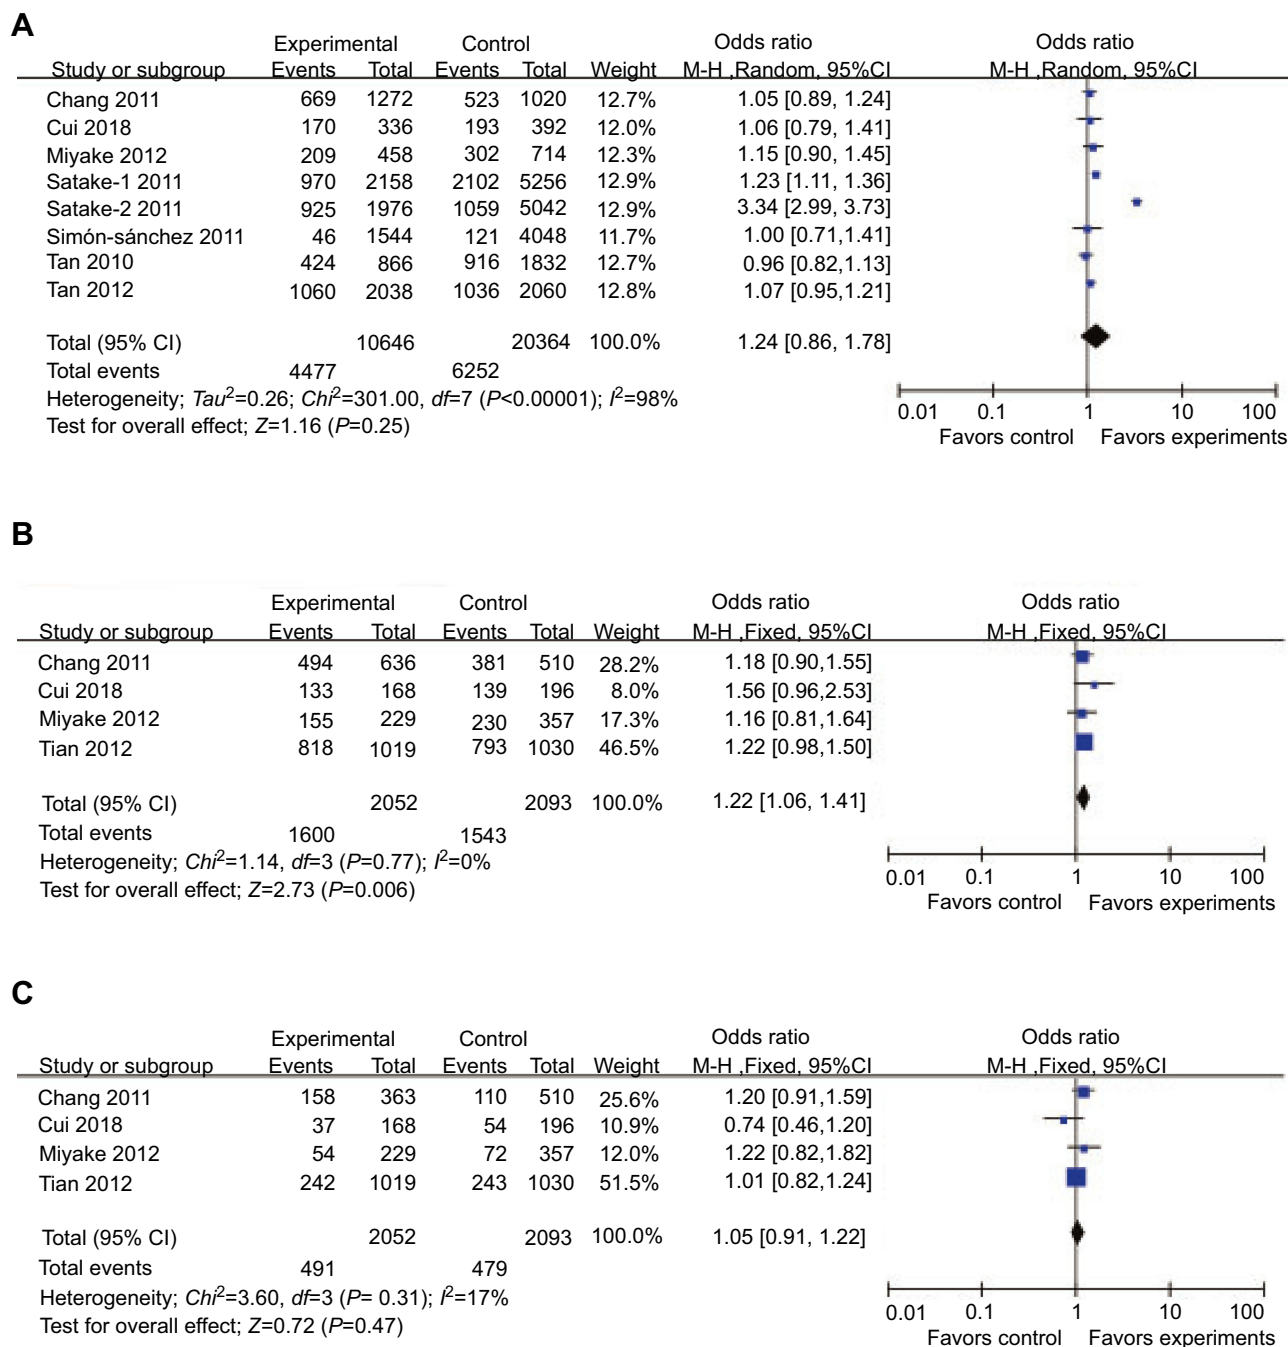 A
Experimental Control Odds ratio Odds ratio
Study or subgroup Events Total Events Total Weight M-H ,Random, 95%CI M-H ,Random, 95%CI
Chang 2011 669 1272 523 1020 12.7% 1.05 [0.89, 1.24]
Cui 2018 170 336 193 392 12.0% 1.06 [0.79, 1.41]
Miyake 2012 209 458 302 714 12.3% 1.15 [0.90, 1.45]
Satake-1 2011 970 2158 2102 5256 12.9% 1.23 [1.11, 1.36]
Satake-2 2011 925 1976 1059 5042 12.9% 3.34 [2.99, 3.73]
Simón-sánchez 2011 46 1544 121 4048 11.7% 1.00 [0.71,1.41]
Tan 2010 424 866 916 1832 12.7% 0.96 [0.82,1.13]
Tan 2012 1060 2038 1036 2060 12.8% 1.07 [0.95,1.21]
Total (95% CI) 10646 20364 100.0% 1.24 [0.86, 1.78]
Total events 4477 6252
Heterogeneity; Tau²=0.26; Chi²=301.00, df=7 (P<0.00001); I²=98%
Test for overall effect; Z=1.16 (P=0.25)
0.01 0.1 1 10 100
Favors control Favors experiments
B
Experimental Control Odds ratio Odds ratio
Study or subgroup Events Total Events Total Weight M-H ,Fixed, 95%CI M-H ,Fixed, 95%CI
Chang 2011 494 636 381 510 28.2% 1.18 [0.90,1.55]
Cui 2018 133 168 139 196 8.0% 1.56 [0.96,2.53]
Miyake 2012 155 229 230 357 17.3% 1.16 [0.81,1.64]
Tian 2012 818 1019 793 1030 46.5% 1.22 [0.98,1.50]
Total (95% CI) 2052 2093 100.0% 1.22 [1.06, 1.41]
Total events 1600 1543
Heterogeneity; Chi²=1.14, df=3 (P=0.77); I²=0%
Test for overall effect; Z=2.73 (P=0.006)
0.01 0.1 1 10 100
Favors control Favors experiments
C
Experimental Control Odds ratio Odds ratio
Study or subgroup Events Total Events Total Weight M-H ,Fixed, 95%CI M-H ,Fixed, 95%CI
Chang 2011 158 363 110 510 25.6% 1.20 [0.91,1.59]
Cui 2018 37 168 54 196 10.9% 0.74 [0.46,1.20]
Miyake 2012 54 229 72 357 12.0% 1.22 [0.82,1.82]
Tian 2012 242 1019 243 1030 51.5% 1.01 [0.82,1.24]
Total (95% CI) 2052 2093 100.0% 1.05 [0.91, 1.22]
Total events 491 479
Heterogeneity; Chi²=3.60, df=3 (P= 0.31); I²=17%
Test for overall effect; Z=0.72 (P=0.47)
0.01 0.1 1 10 100
Favors control Favors experiments